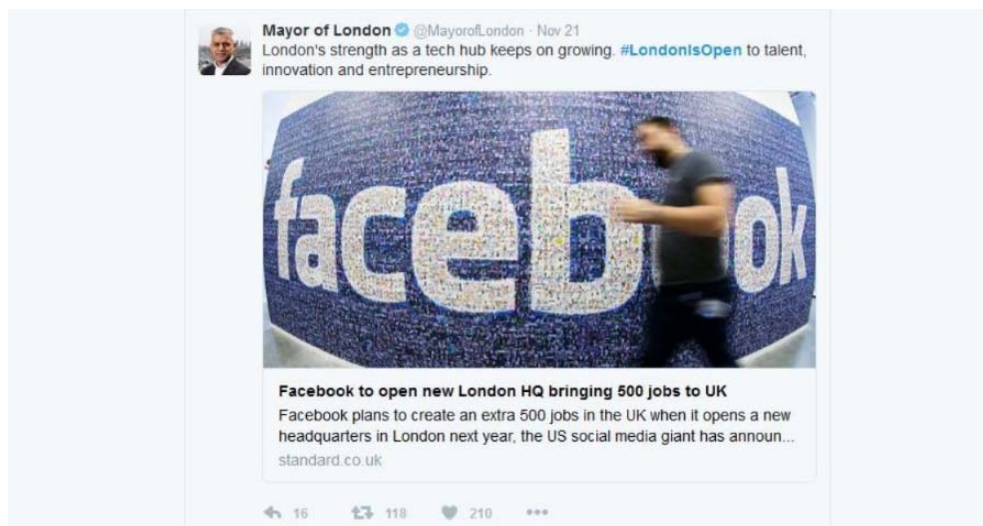 Mayor of London @MayorofLondon · Nov 21
London's strength as a tech hub keeps on growing. #LondonIsOpen to talent,
innovation and entrepreneurship.
faceb ok
Facebook to open new London HQ bringing 500 jobs to UK
Facebook plans to create an extra 500 jobs in the UK when it opens a new
headquarters in London next year, the US social media giant has announ...
standard.co.uk
16 118 210